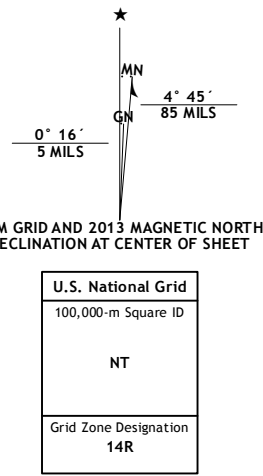 ★
MN
4° 45´
85 MILS
GN
0° 16´
5 MILS
M GRID AND 2013 MAGNETIC NORTH
ECLINATION AT CENTER OF SHEET
U.S. National Grid
100,000-m Square ID
NT
Grid Zone Designation
14R